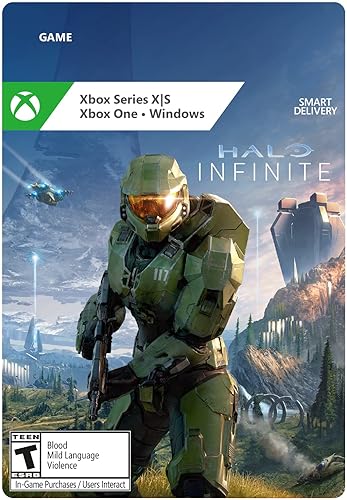 GAME
Xbox Series X|S
Xbox One • Windows
SMART
DELIVERY
HALO
INFINITE
117
TEEN
T
ESRB
Blood
Mild Language
Violence
In-Game Purchases / Users Interact